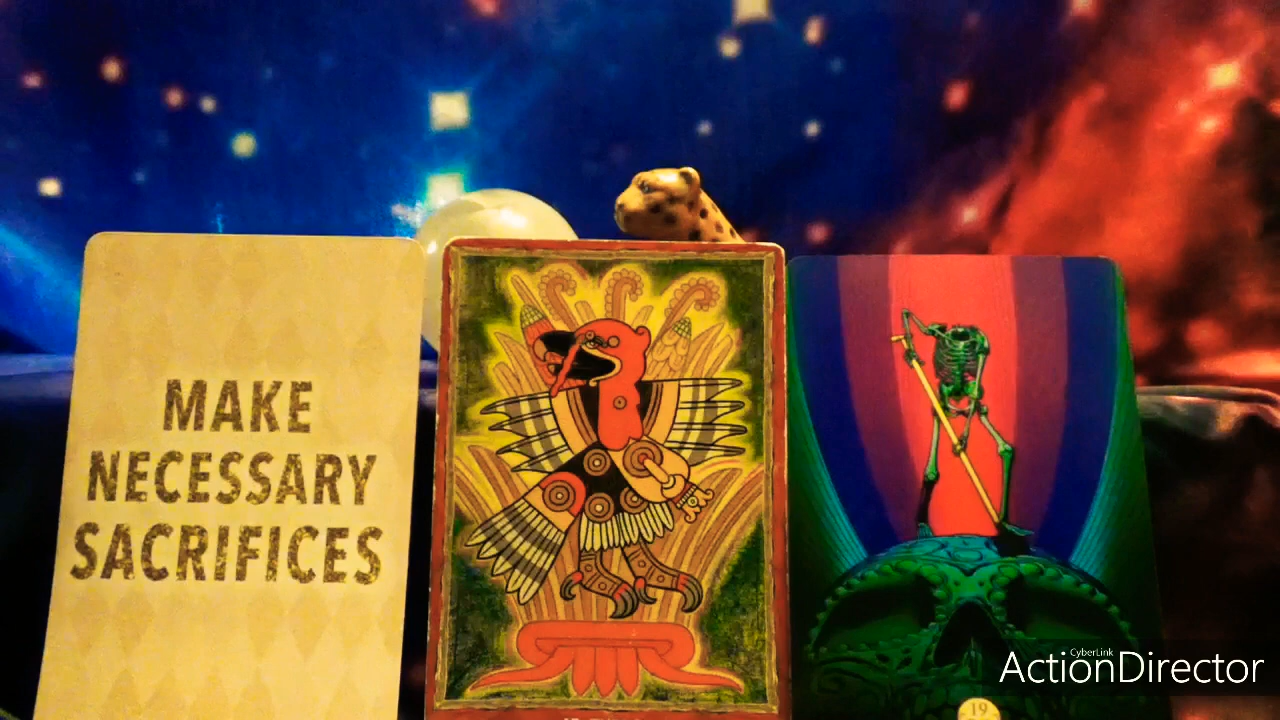 MAKE
NECESSARY
SACRIFICES
19
CyberLink
ActionDirector